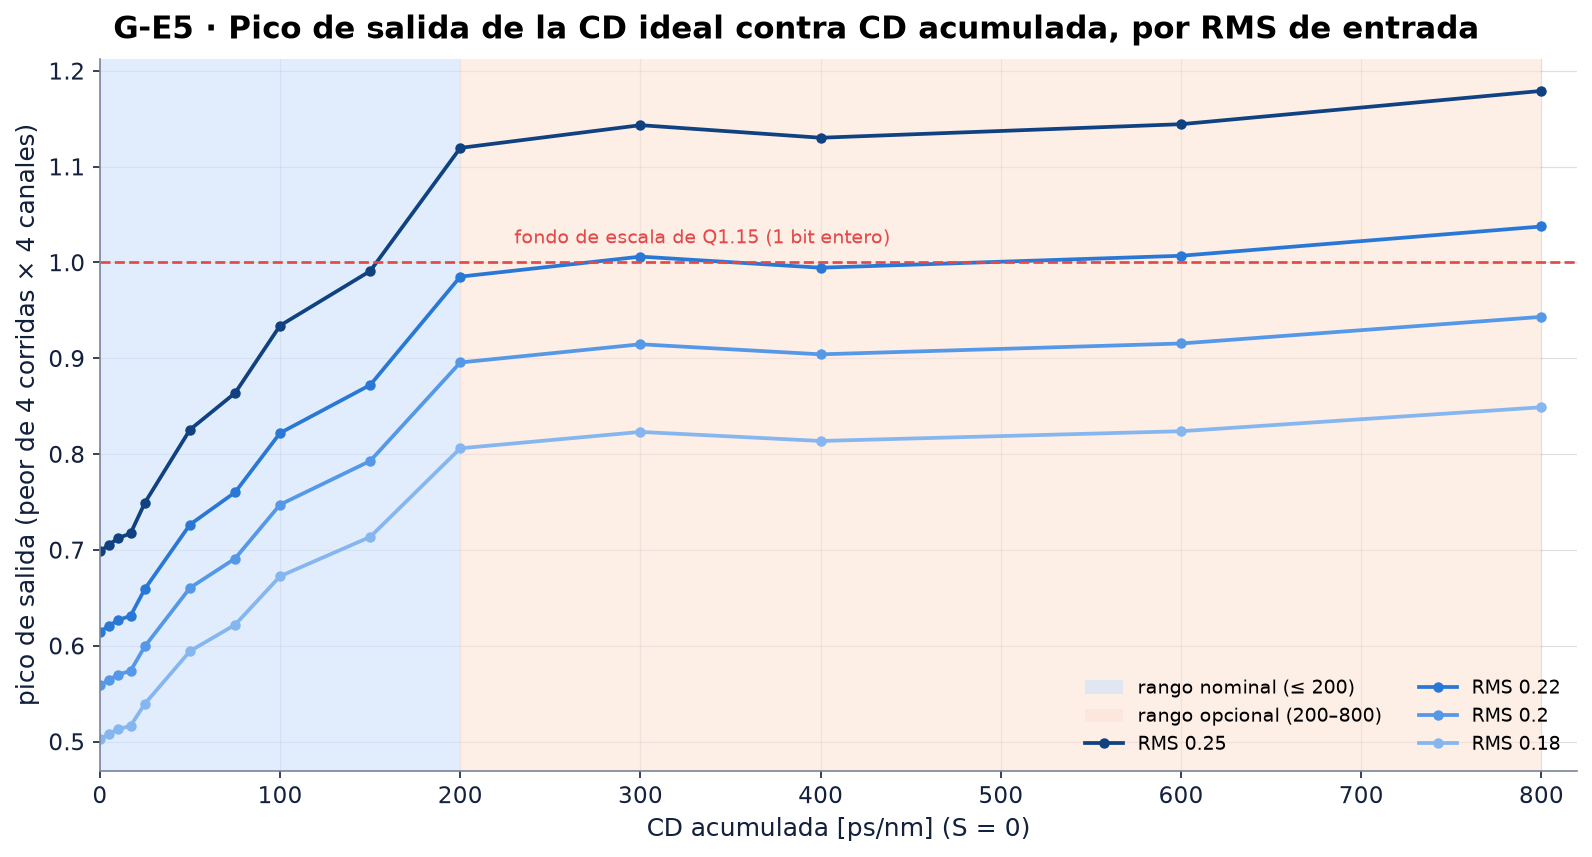 G-E5 · Pico de salida de la CD ideal contra CD acumulada, por RMS de entrada
pico de salida (peor de 4 corridas × 4 canales)
1.2
1.1
1.0
0.9
0.8
0.7
0.6
0.5
fondo de escala de Q1.15 (1 bit entero)
rango nominal (≤ 200)
rango opcional (200–800)
RMS 0.25
RMS 0.22
RMS 0.2
RMS 0.18
0 100 200 300 400 500 600 700 800
CD acumulada [ps/nm] (S = 0)